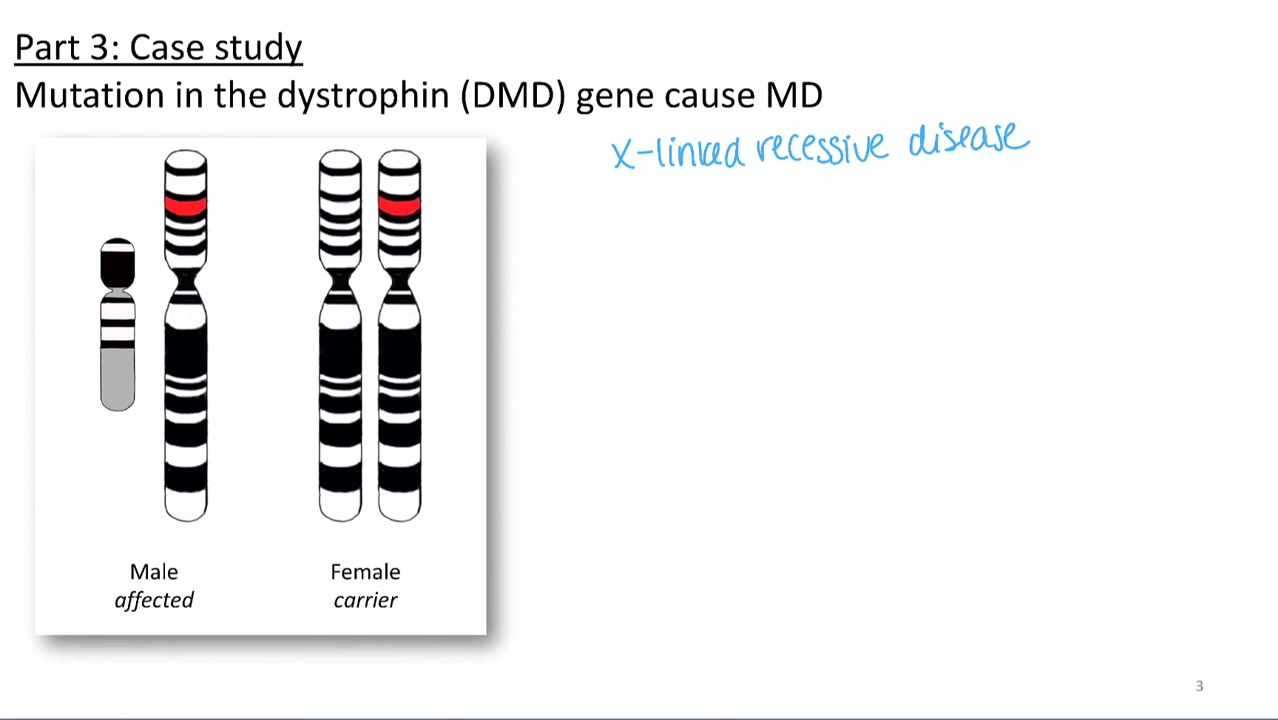 Part 3: Case study
Mutation in the dystrophin (DMD) gene cause MD
X-linked recessive disease
Male
affected
Female
carrier
3